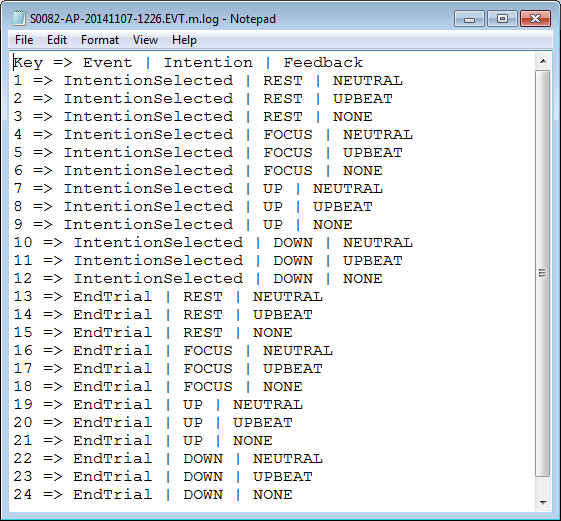 S0082-AP-20141107-1226.EVT.m.log - Notepad
File Edit Format View Help
Key => Event | Intention | Feedback
1 => IntentionSelected | REST | NEUTRAL
2 => IntentionSelected | REST | UPBEAT
3 => IntentionSelected | REST | NONE
4 => IntentionSelected | FOCUS | NEUTRAL
5 => IntentionSelected | FOCUS | UPBEAT
6 => IntentionSelected | FOCUS | NONE
7 => IntentionSelected | UP | NEUTRAL
8 => IntentionSelected | UP | UPBEAT
9 => IntentionSelected | UP | NONE
10 => IntentionSelected | DOWN | NEUTRAL
11 => IntentionSelected | DOWN | UPBEAT
12 => IntentionSelected | DOWN | NONE
13 => EndTrial | REST | NEUTRAL
14 => EndTrial | REST | UPBEAT
15 => EndTrial | REST | NONE
16 => EndTrial | FOCUS | NEUTRAL
17 => EndTrial | FOCUS | UPBEAT
18 => EndTrial | FOCUS | NONE
19 => EndTrial | UP | NEUTRAL
20 => EndTrial | UP | UPBEAT
21 => EndTrial | UP | NONE
22 => EndTrial | DOWN | NEUTRAL
23 => EndTrial | DOWN | UPBEAT
24 => EndTrial | DOWN | NONE